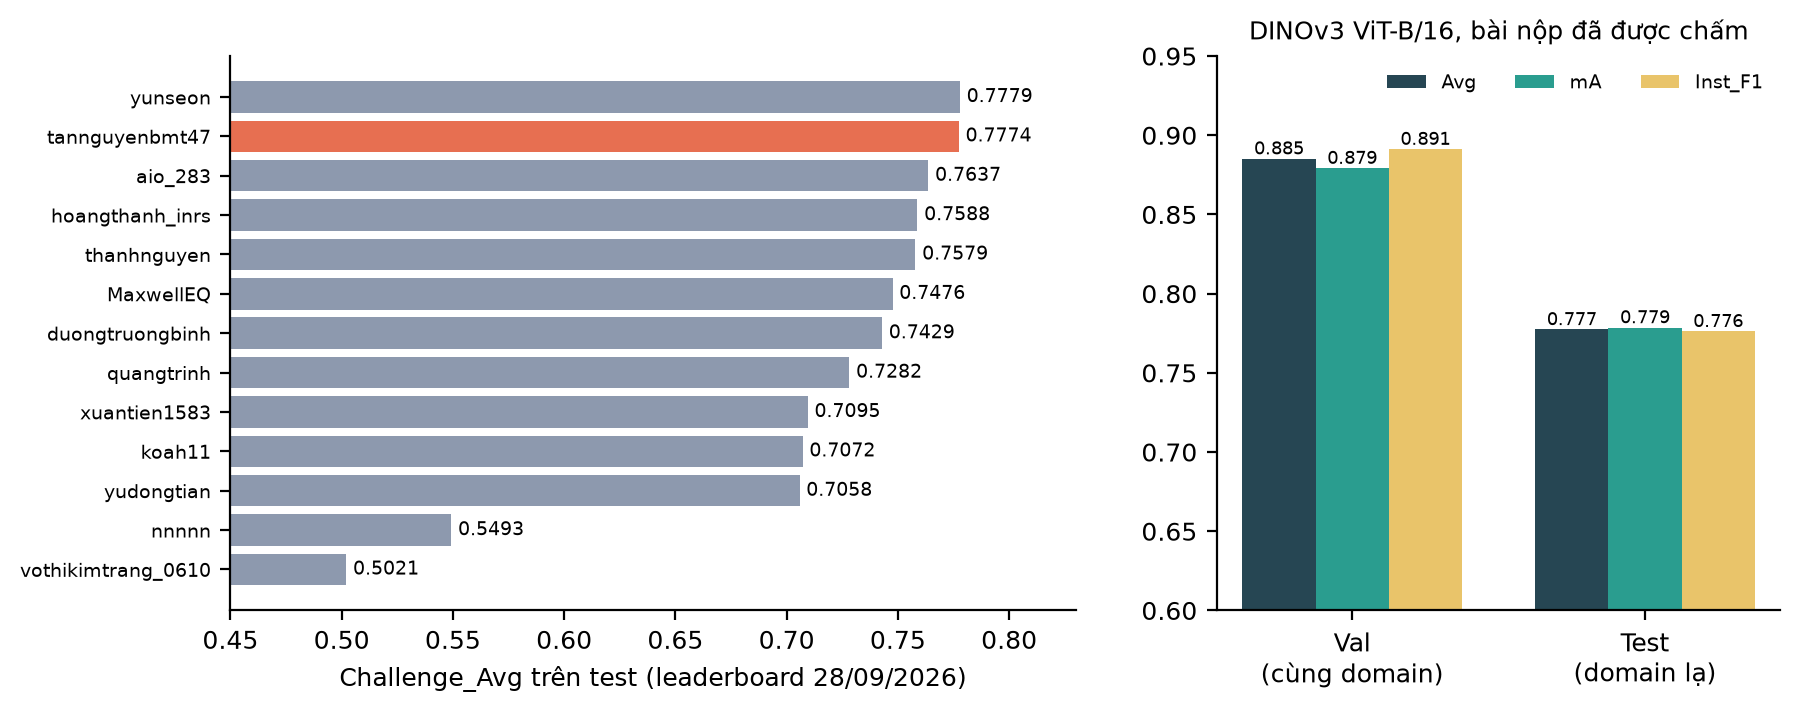 yunseon 0.7779
tannguyenbmt47 0.7774
aio_283 0.7637
hoangthanh_inrs 0.7588
thanhnguyen 0.7579
MaxwellEQ 0.7476
duongtruongbinh 0.7429
quangtrinh 0.7282
xuantien1583 0.7095
koah11 0.7072
yudongtian 0.7058
nnnnn 0.5493
vothikimtrang_0610 0.5021
0.45 0.50 0.55 0.60 0.65 0.70 0.75 0.80
Challenge_Avg trên test (leaderboard 28/09/2026)
DINOv3 ViT-B/16, bài nộp đã được chấm
Avg mA Inst_F1
0.95
0.90
0.85
0.80
0.75
0.70
0.65
0.60
0.885 0.879 0.891
0.777 0.779 0.776
Val
(cùng domain)
Test
(domain lạ)